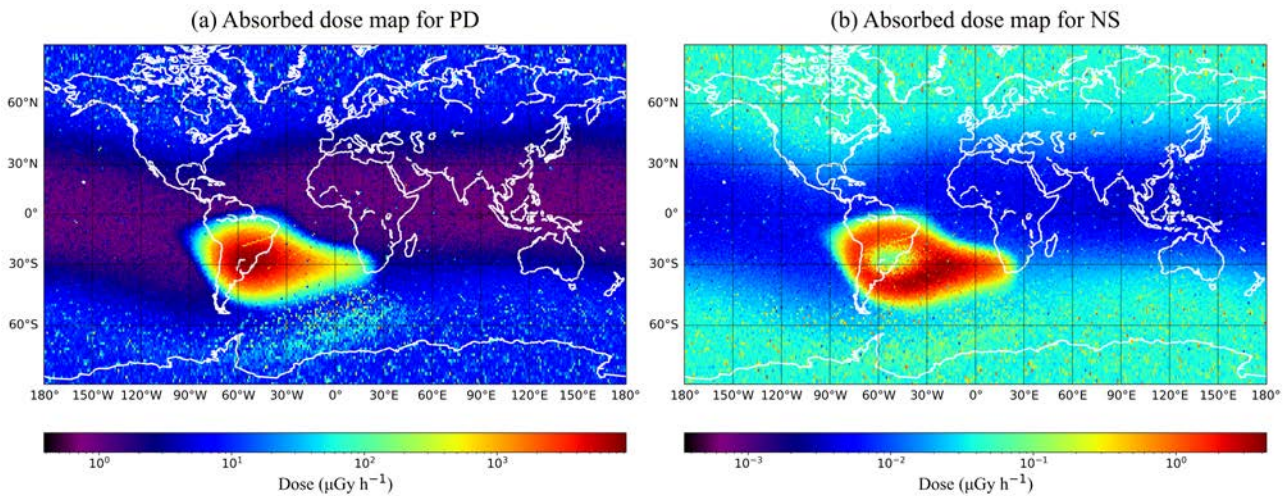 (a) Absorbed dose map for PD
(b) Absorbed dose map for NS
60°N
30°N
0°
30°S
60°S
180° 150°W 120°W 90°W 60°W 30°W 0° 30°E 60°E 90°E 120°E 150°E 180°
60°N
30°N
0°
30°S
60°S
180° 150°W 120°W 90°W 60°W 30°W 0° 30°E 60°E 90°E 120°E 150°E 180°
10⁰ 10¹ 10² 10³
Dose (μGy h⁻¹)
10⁻³ 10⁻² 10⁻¹ 10⁰
Dose (μGy h⁻¹)